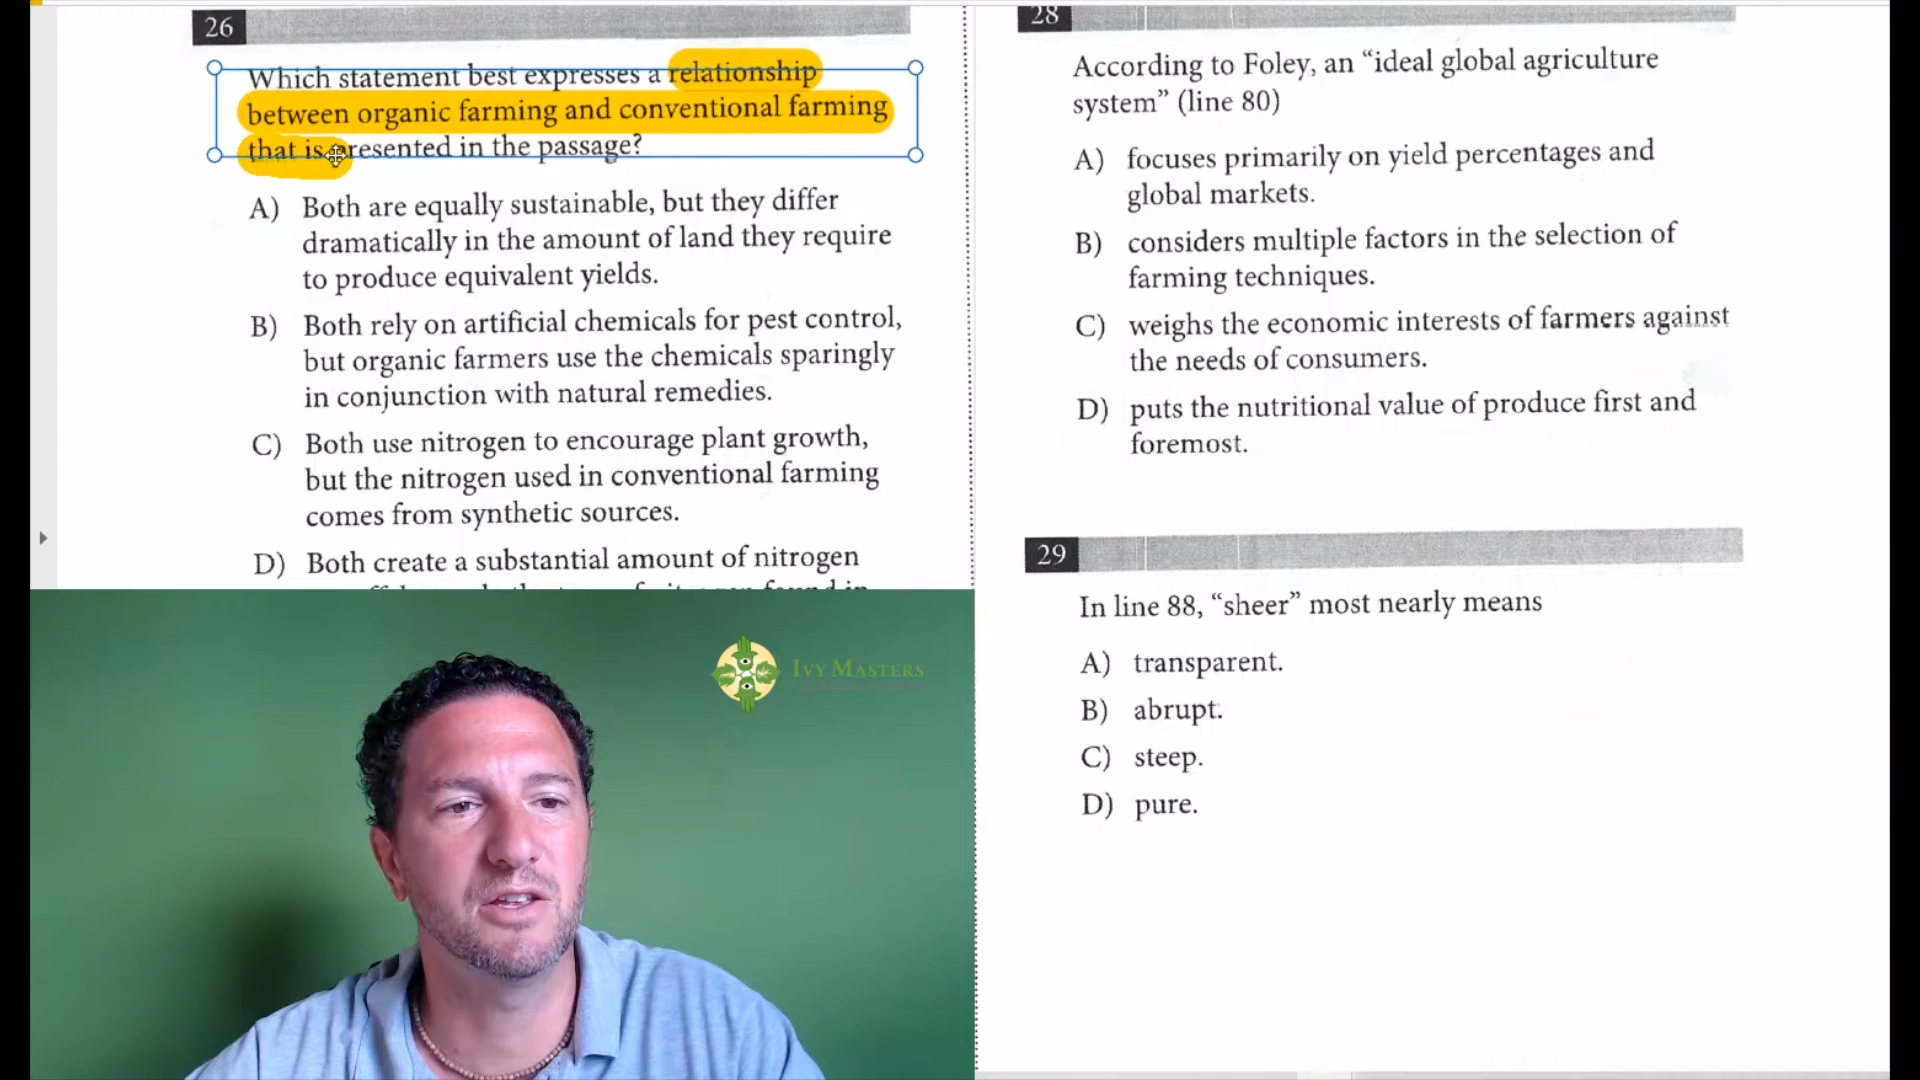 26
Which statement best expresses a relationship
between organic farming and conventional farming
that is presented in the passage?
A) Both are equally sustainable, but they differ
dramatically in the amount of land they require
to produce equivalent yields.
B) Both rely on artificial chemicals for pest control,
but organic farmers use the chemicals sparingly
in conjunction with natural remedies.
C) Both use nitrogen to encourage plant growth,
but the nitrogen used in conventional farming
comes from synthetic sources.
D) Both create a substantial amount of nitrogen
28
According to Foley, an “ideal global agriculture
system” (line 80)
A) focuses primarily on yield percentages and
global markets.
B) considers multiple factors in the selection of
farming techniques.
C) weighs the economic interests of farmers against
the needs of consumers.
D) puts the nutritional value of produce first and
foremost.
29
In line 88, “sheer” most nearly means
A) transparent.
B) abrupt.
C) steep.
D) pure.
IVY MASTERS